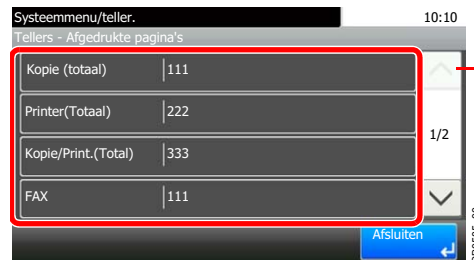 Systeemmenu/teller. 10:10
Tellers - Afgedrukte pagina's
Kopie (totaal) 111
Printer(Totaal) 222
1/2
Kopie/Print.(Total) 333
FAX 111
Afsluiten